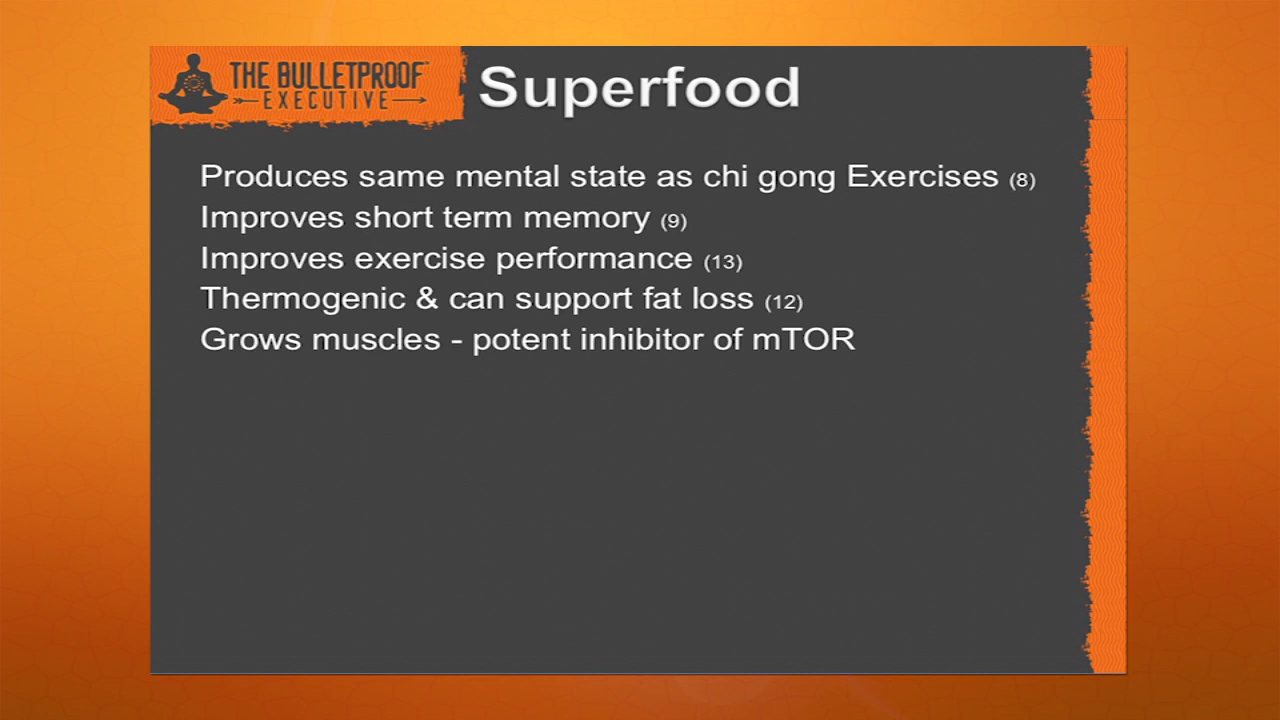 THE BULLETPROOF
EXECUTIVE
Superfood
Produces same mental state as chi gong Exercises (8)
Improves short term memory (9)
Improves exercise performance (13)
Thermogenic & can support fat loss (12)
Grows muscles - potent inhibitor of mTOR